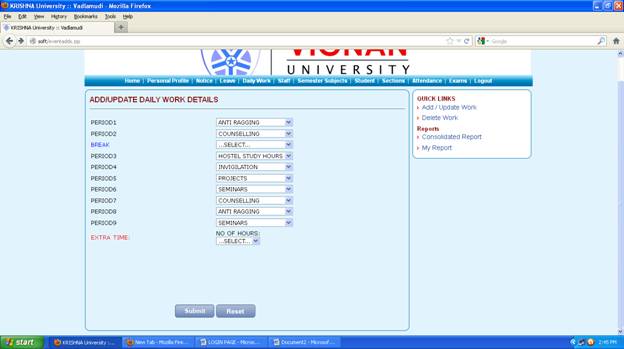 KRISHNA University :: Vadlamudi - Mozilla Firefox
File Edit View History Bookmarks Tools Help
KRISHNA University :: Vadlamudi
soft/eventadds.jsp
Google
VIGNAN
UNIVERSITY
Home | Personal Profile | Notice | Leave | Daily Work | Staff | Semester Subjects | Student | Sections | Attendance | Exams | Logout
ADD/UPDATE DAILY WORK DETAILS
PERIOD1 ANTI RAGGING
PERIOD2 COUNSELLING
BREAK ...SELECT...
PERIOD3 HOSTEL STUDY HOURS
PERIOD4 INVIGILATION
PERIOD5 PROJECTS
PERIOD6 SEMINARS
PERIOD7 COUNSELLING
PERIOD8 ANTI RAGGING
PERIOD9 SEMINARS
EXTRA TIME: NO OF HOURS:
...SELECT...
Submit Reset
QUICK LINKS
Add / Update Work
Delete Work
Reports
Consolidated Report
My Report
start KRISHNA University ::... New Tab - Mozilla Fire... LOGIN PAGE - Micros... Document2 - Microsof... 2:45 PM